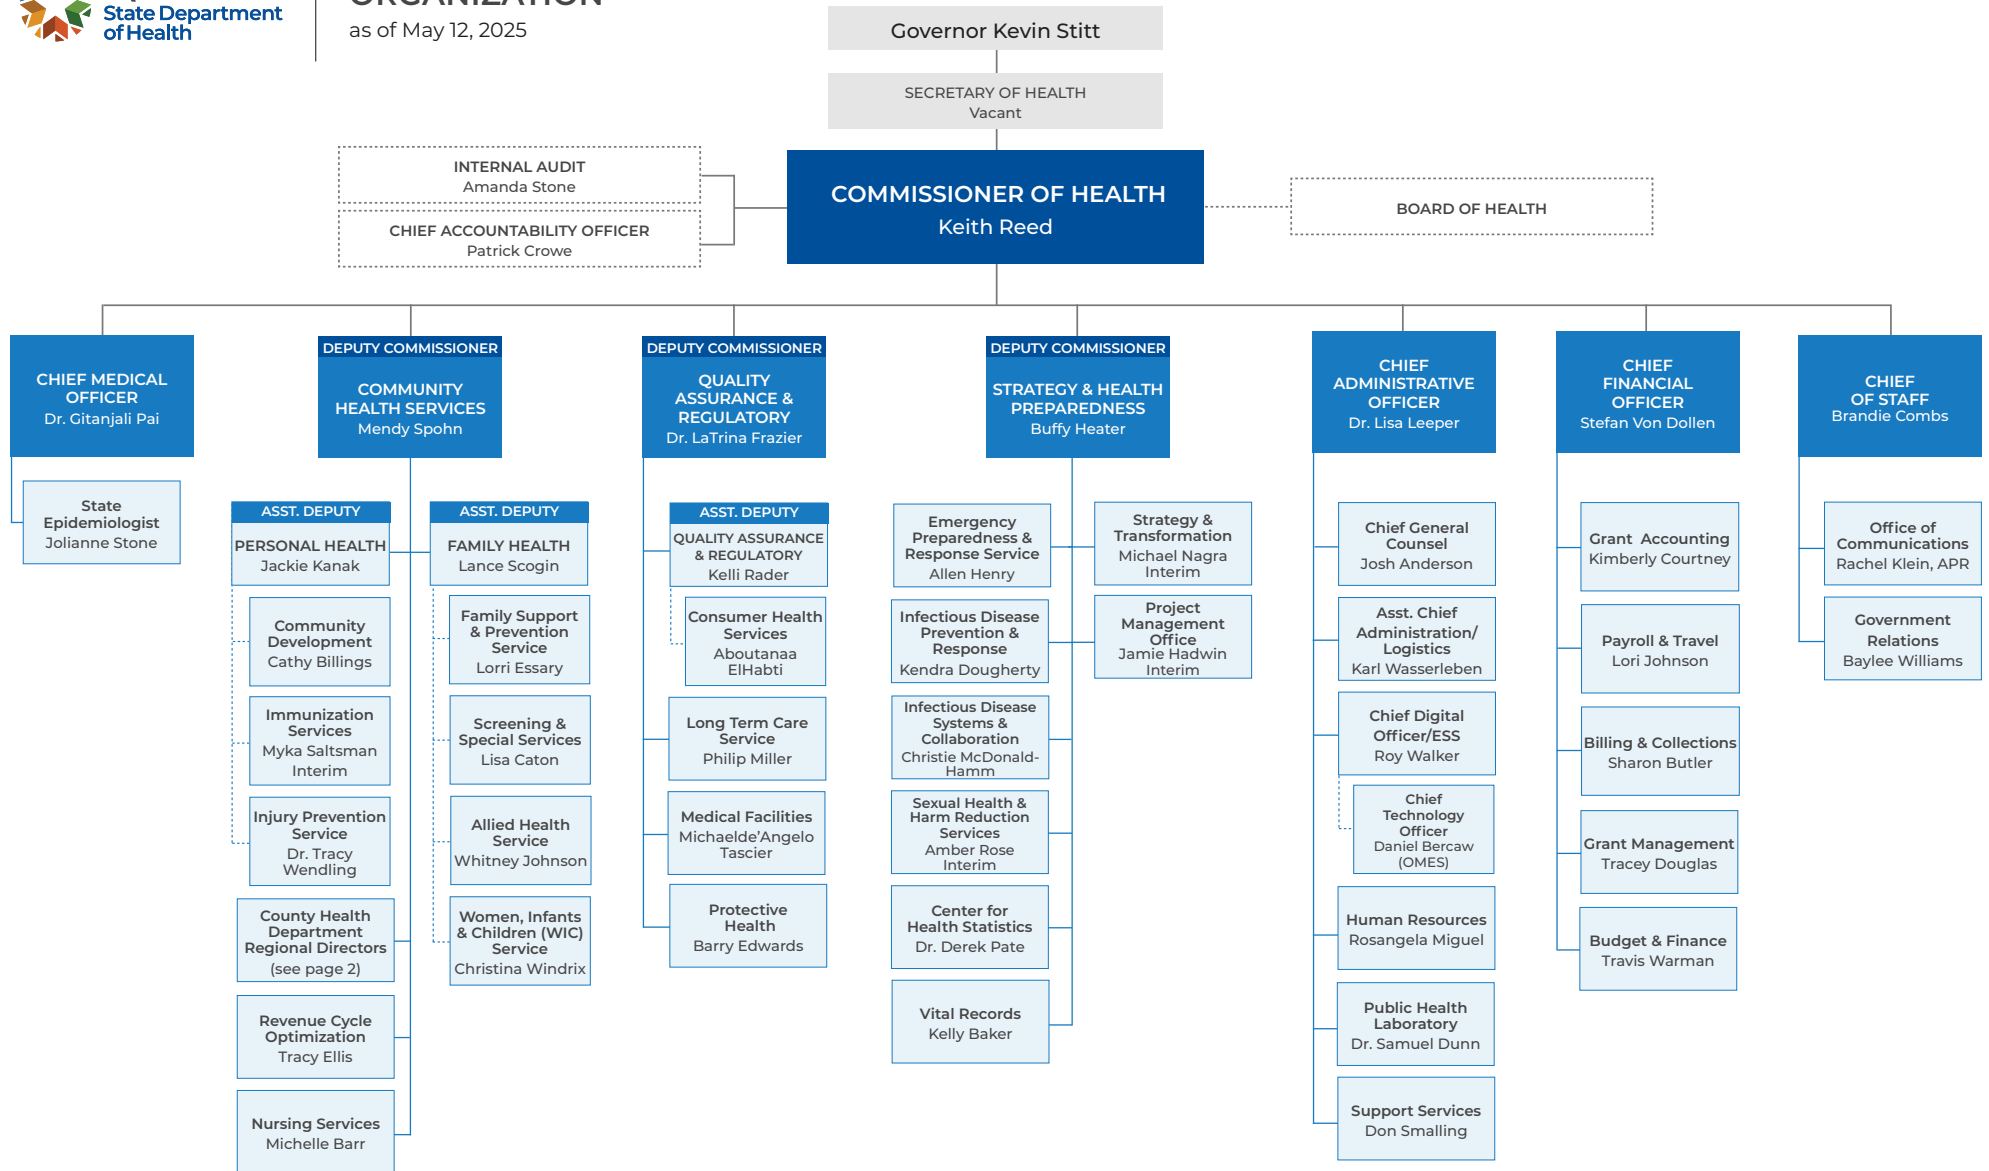 State Department
of Health
ORGANIZATION
as of May 12, 2025
Governor Kevin Stitt
SECRETARY OF HEALTH
Vacant
INTERNAL AUDIT
Amanda Stone
CHIEF ACCOUNTABILITY OFFICER
Patrick Crowe
COMMISSIONER OF HEALTH
Keith Reed
BOARD OF HEALTH
CHIEF MEDICAL
OFFICER
Dr. Gitanjali Pai
State
Epidemiologist
Jolianne Stone
DEPUTY COMMISSIONER
COMMUNITY
HEALTH SERVICES
Mendy Spohn
ASST. DEPUTY
PERSONAL HEALTH
Jackie Kanak
Community
Development
Cathy Billings
Immunization
Services
Myka Saltsman
Interim
Injury Prevention
Service
Dr. Tracy
Wendling
County Health
Department
Regional Directors
(see page 2)
Revenue Cycle
Optimization
Tracy Ellis
Nursing Services
Michelle Barr
ASST. DEPUTY
FAMILY HEALTH
Lance Scogin
Family Support
& Prevention
Service
Lorri Essary
Screening &
Special Services
Lisa Caton
Allied Health
Service
Whitney Johnson
Women, Infants
& Children (WIC)
Service
Christina Windrix
DEPUTY COMMISSIONER
QUALITY
ASSURANCE &
REGULATORY
Dr. LaTrina Frazier
ASST. DEPUTY
QUALITY ASSURANCE
& REGULATORY
Kelli Rader
Consumer Health
Services
Aboutanaa
ElHabti
Long Term Care
Service
Philip Miller
Medical Facilities
Michaelde'Angelo
Tascier
Protective
Health
Barry Edwards
DEPUTY COMMISSIONER
STRATEGY & HEALTH
PREPAREDNESS
Buffy Heater
Emergency
Preparedness &
Response Service
Allen Henry
Infectious Disease
Prevention &
Response
Kendra Dougherty
Infectious Disease
Systems &
Collaboration
Christie McDonald-
Hamm
Sexual Health &
Harm Reduction
Services
Amber Rose
Interim
Center for
Health Statistics
Dr. Derek Pate
Vital Records
Kelly Baker
Strategy &
Transformation
Michael Nagra
Interim
Project
Management
Office
Jamie Hadwin
Interim
CHIEF
ADMINISTRATIVE
OFFICER
Dr. Lisa Leeper
Chief General
Counsel
Josh Anderson
Asst. Chief
Administration/
Logistics
Karl Wasserleben
Chief Digital
Officer/ESS
Roy Walker
Chief
Technology
Officer
Daniel Bercaw
(OMES)
Human Resources
Rosangela Miguel
Public Health
Laboratory
Dr. Samuel Dunn
Support Services
Don Smalling
CHIEF
FINANCIAL
OFFICER
Stefan Von Dollen
Grant Accounting
Kimberly Courtney
Payroll & Travel
Lori Johnson
Billing & Collections
Sharon Butler
Grant Management
Tracey Douglas
Budget & Finance
Travis Warman
CHIEF
OF STAFF
Brandie Combs
Office of
Communications
Rachel Klein, APR
Government
Relations
Baylee Williams